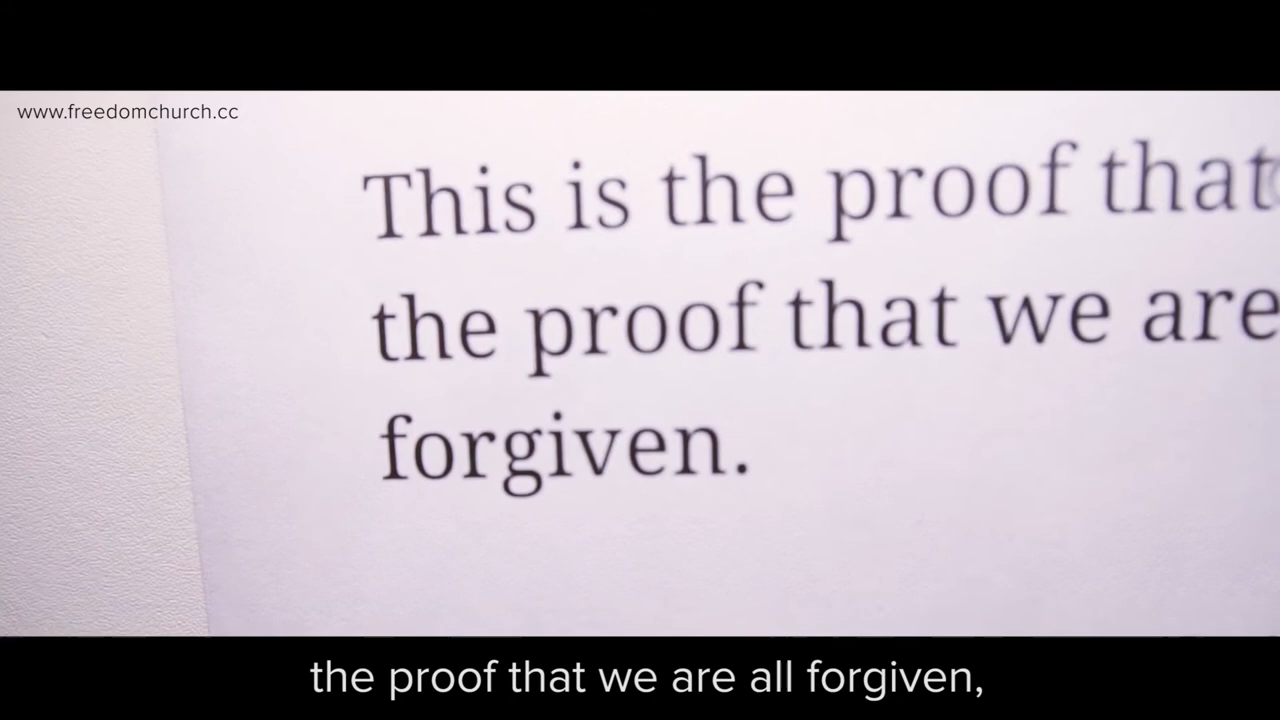 www.freedomchurch.cc
This is the proof that
the proof that we are
forgiven.
the proof that we are all forgiven,